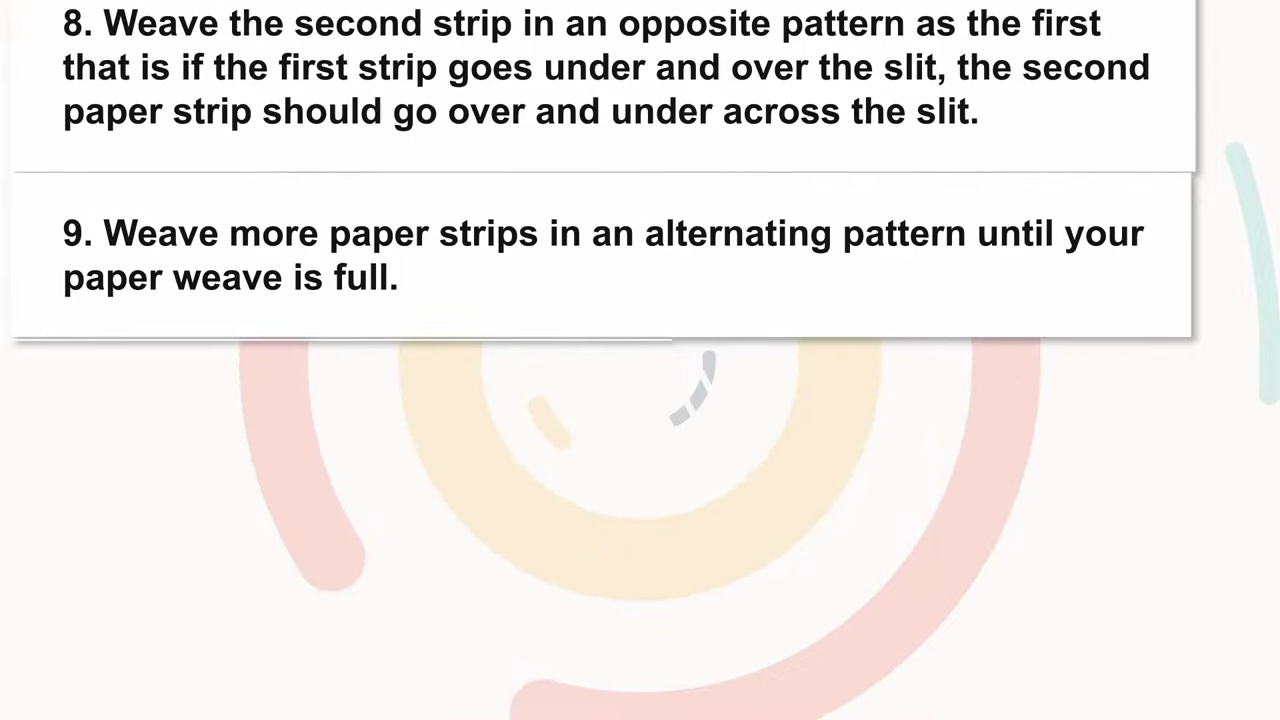 8. Weave the second strip in an opposite pattern as the first
that is if the first strip goes under and over the slit, the second
paper strip should go over and under across the slit.
9. Weave more paper strips in an alternating pattern until your
paper weave is full.